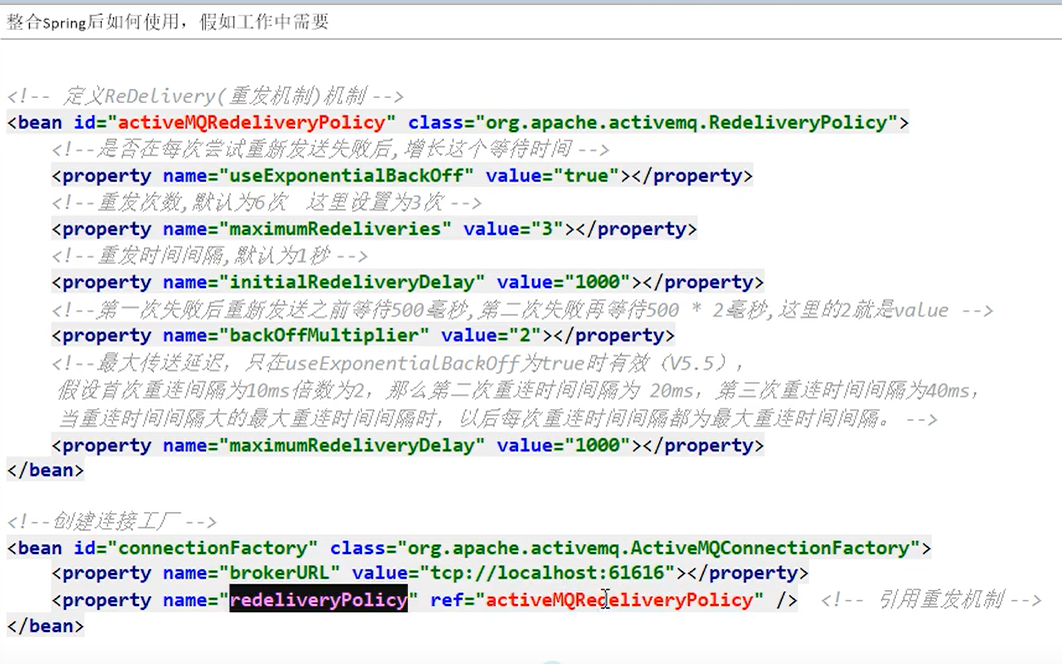 整合Spring后如何使用，假如工作中需要
<!-- 定义ReDelivery(重发机制)机制 -->
<bean id="activeMQRedeliveryPolicy" class="org.apache.activemq.RedeliveryPolicy">
<!--是否在每次尝试重新发送失败后,增长这个等待时间 -->
<property name="useExponentialBackOff" value="true"></property>
<!--重发次数,默认为6次 这里设置为3次 -->
<property name="maximumRedeliveries" value="3"></property>
<!--重发时间间隔,默认为1秒 -->
<property name="initialRedeliveryDelay" value="1000"></property>
<!--第一次失败后重新发送之前等待500毫秒,第二次失败再等待500 * 2毫秒,这里的2就是value -->
<property name="backOffMultiplier" value="2"></property>
<!--最大传送延迟，只在useExponentialBackOff为true时有效（V5.5），
假设首次重连间隔为10ms倍数为2，那么第二次重连时间间隔为 20ms，第三次重连时间间隔为40ms，
当重连时间间隔大的最大重连时间间隔时，以后每次重连时间间隔都为最大重连时间间隔。 -->
<property name="maximumRedeliveryDelay" value="1000"></property>
</bean>
<!--创建连接工厂 -->
<bean id="connectionFactory" class="org.apache.activemq.ActiveMQConnectionFactory">
<property name="brokerURL" value="tcp://localhost:61616"></property>
<property name="redeliveryPolicy" ref="activeMQRedeliveryPolicy" /> <!-- 引用重发机制 -->
</bean>